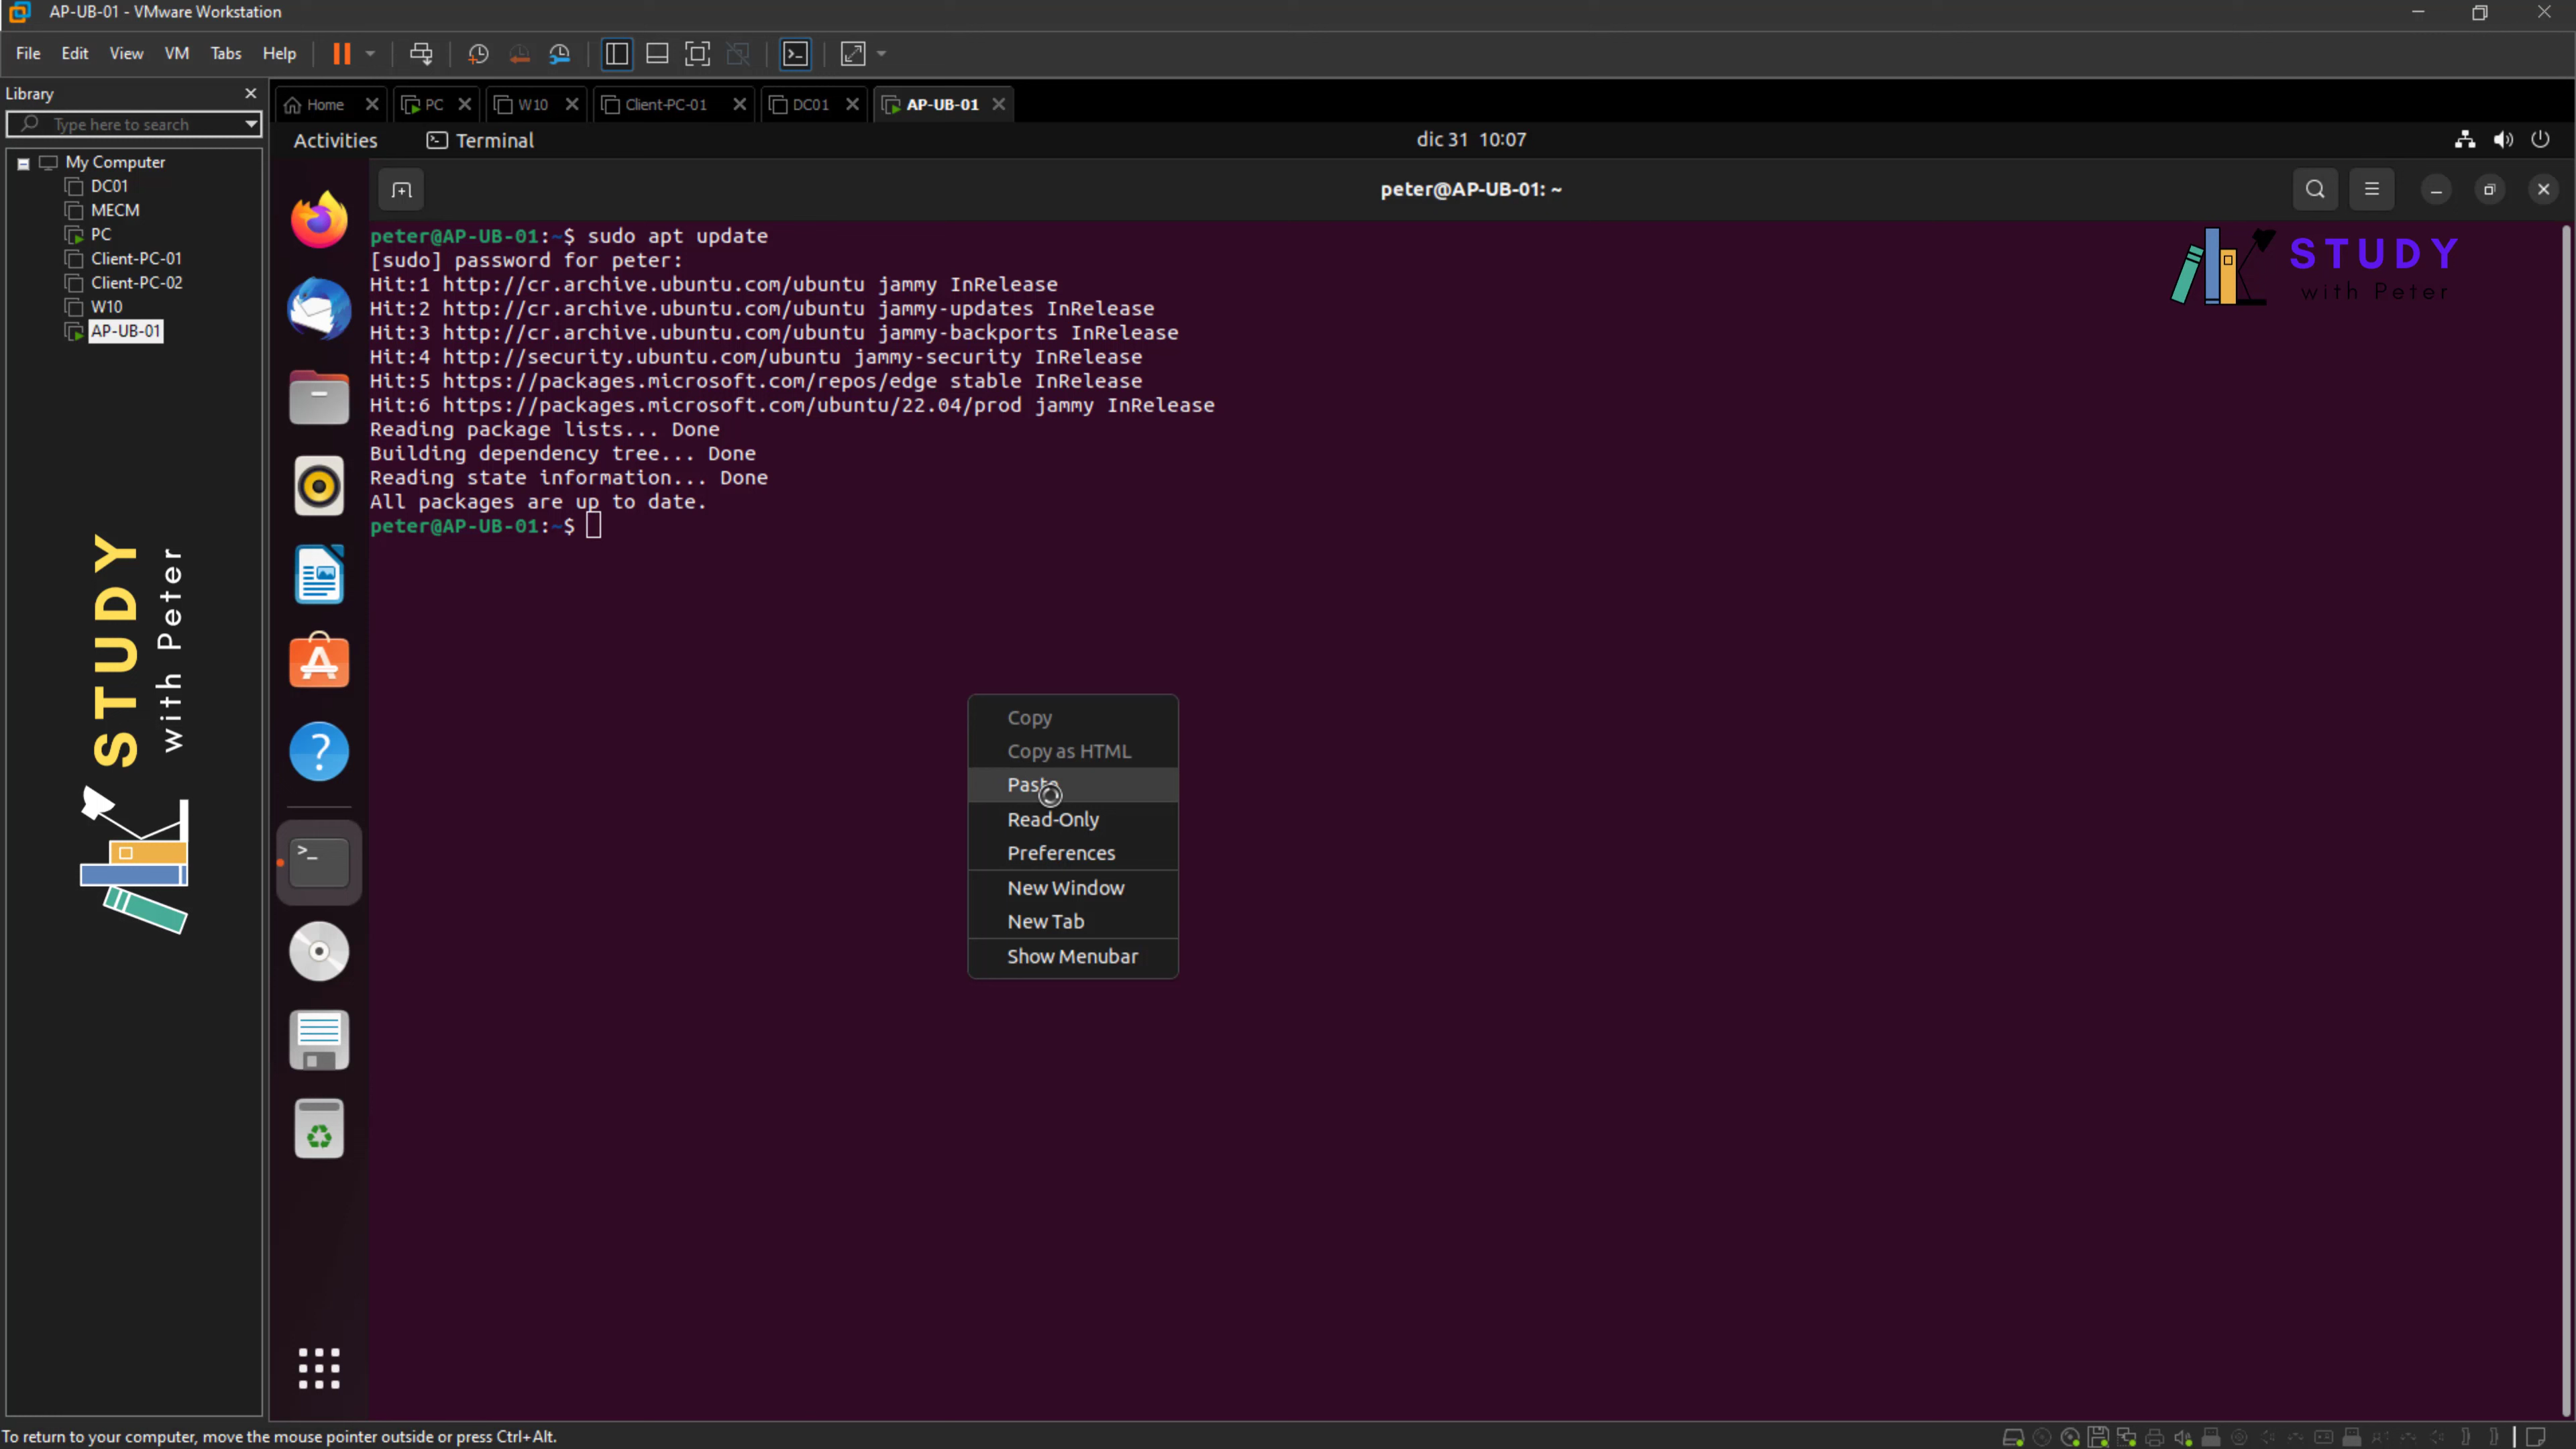 AP-UB-01 - VMware Workstation
File Edit View VM Tabs Help
Library
Type here to search
My Computer
DC01
MECM
PC
Client-PC-01
Client-PC-02
W10
AP-UB-01
STUDY
with Peter
Home PC W10 Client-PC-01 DC01 AP-UB-01
Activities Terminal dic 31 10:07
peter@AP-UB-01: ~
STUDY
with Peter
peter@AP-UB-01:~$ sudo apt update
[sudo] password for peter:
Hit:1 http://cr.archive.ubuntu.com/ubuntu jammy InRelease
Hit:2 http://cr.archive.ubuntu.com/ubuntu jammy-updates InRelease
Hit:3 http://cr.archive.ubuntu.com/ubuntu jammy-backports InRelease
Hit:4 http://security.ubuntu.com/ubuntu jammy-security InRelease
Hit:5 https://packages.microsoft.com/repos/edge stable InRelease
Hit:6 https://packages.microsoft.com/ubuntu/22.04/prod jammy InRelease
Reading package lists... Done
Building dependency tree... Done
Reading state information... Done
All packages are up to date.
peter@AP-UB-01:~$
Copy
Copy as HTML
Paste
Read-Only
Preferences
New Window
New Tab
Show Menubar
To return to your computer, move the mouse pointer outside or press Ctrl+Alt.